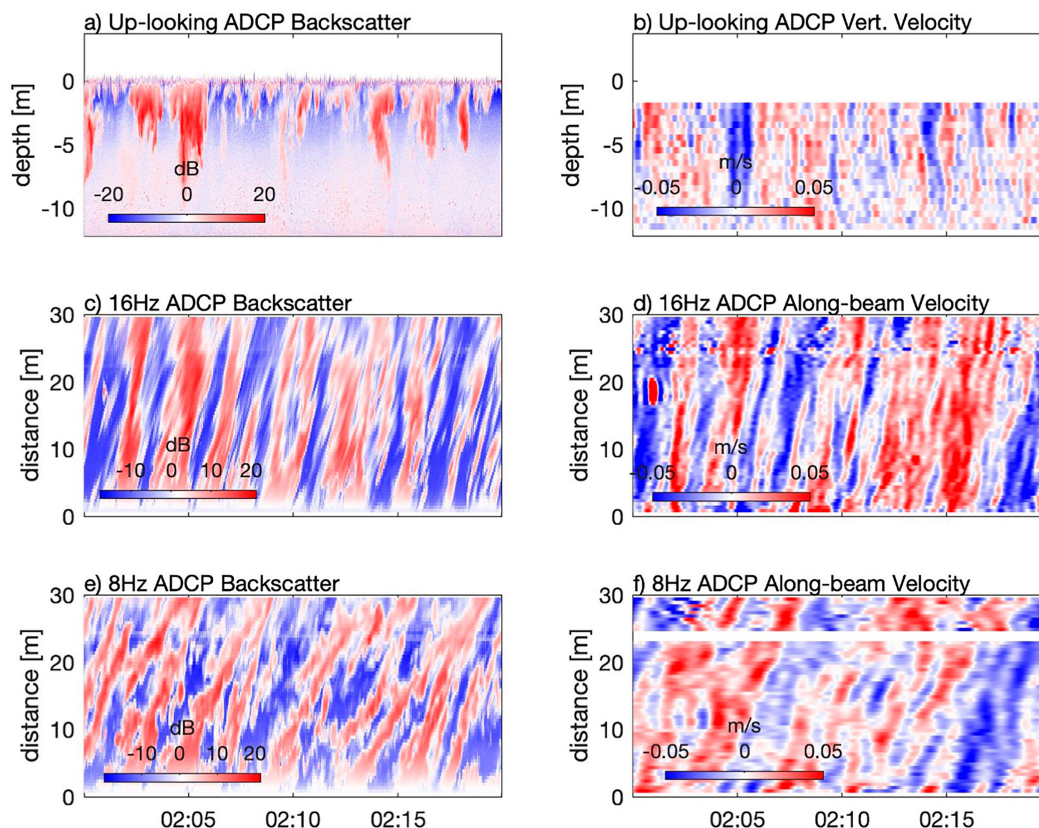 a) Up-looking ADCP Backscatter
0
-5
-10
depth [m]
dB
-20 0 20
b) Up-looking ADCP Vert. Velocity
0
-5
-10
depth [m]
m/s
-0.05 0 0.05
c) 16Hz ADCP Backscatter
30
20
10
0
distance [m]
dB
-10 0 10 20
d) 16Hz ADCP Along-beam Velocity
30
20
10
0
distance [m]
m/s
-0.05 0 0.05
e) 8Hz ADCP Backscatter
30
20
10
0
distance [m]
dB
-10 0 10 20
02:05 02:10 02:15
f) 8Hz ADCP Along-beam Velocity
30
20
10
0
distance [m]
m/s
-0.05 0 0.05
02:05 02:10 02:15